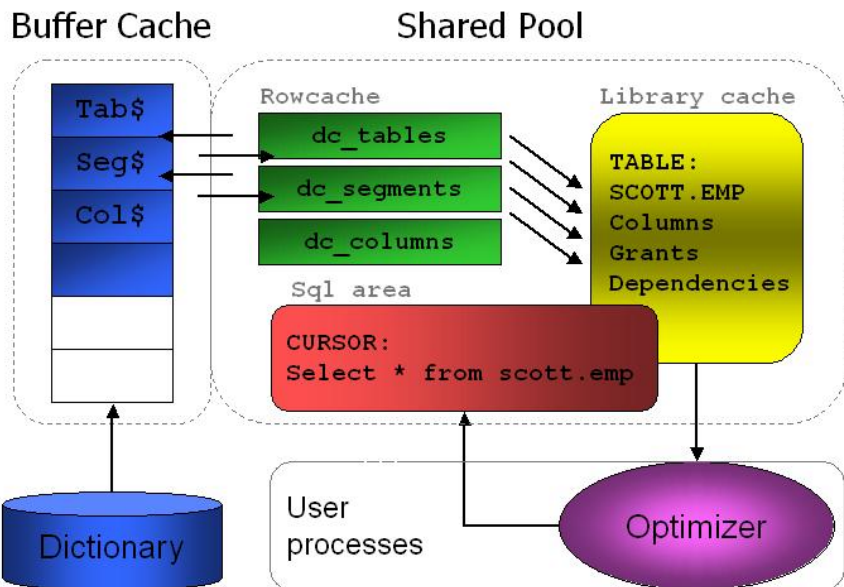 Buffer Cache
Shared Pool
Tab$
Seg$
Col$
Rowcache
dc_tables
dc_segments
dc_columns
Library cache
TABLE:
SCOTT.EMP
Columns
Grants
Dependencies
Sql area
CURSOR:
Select * from scott.emp
Dictionary
User
processes
Optimizer